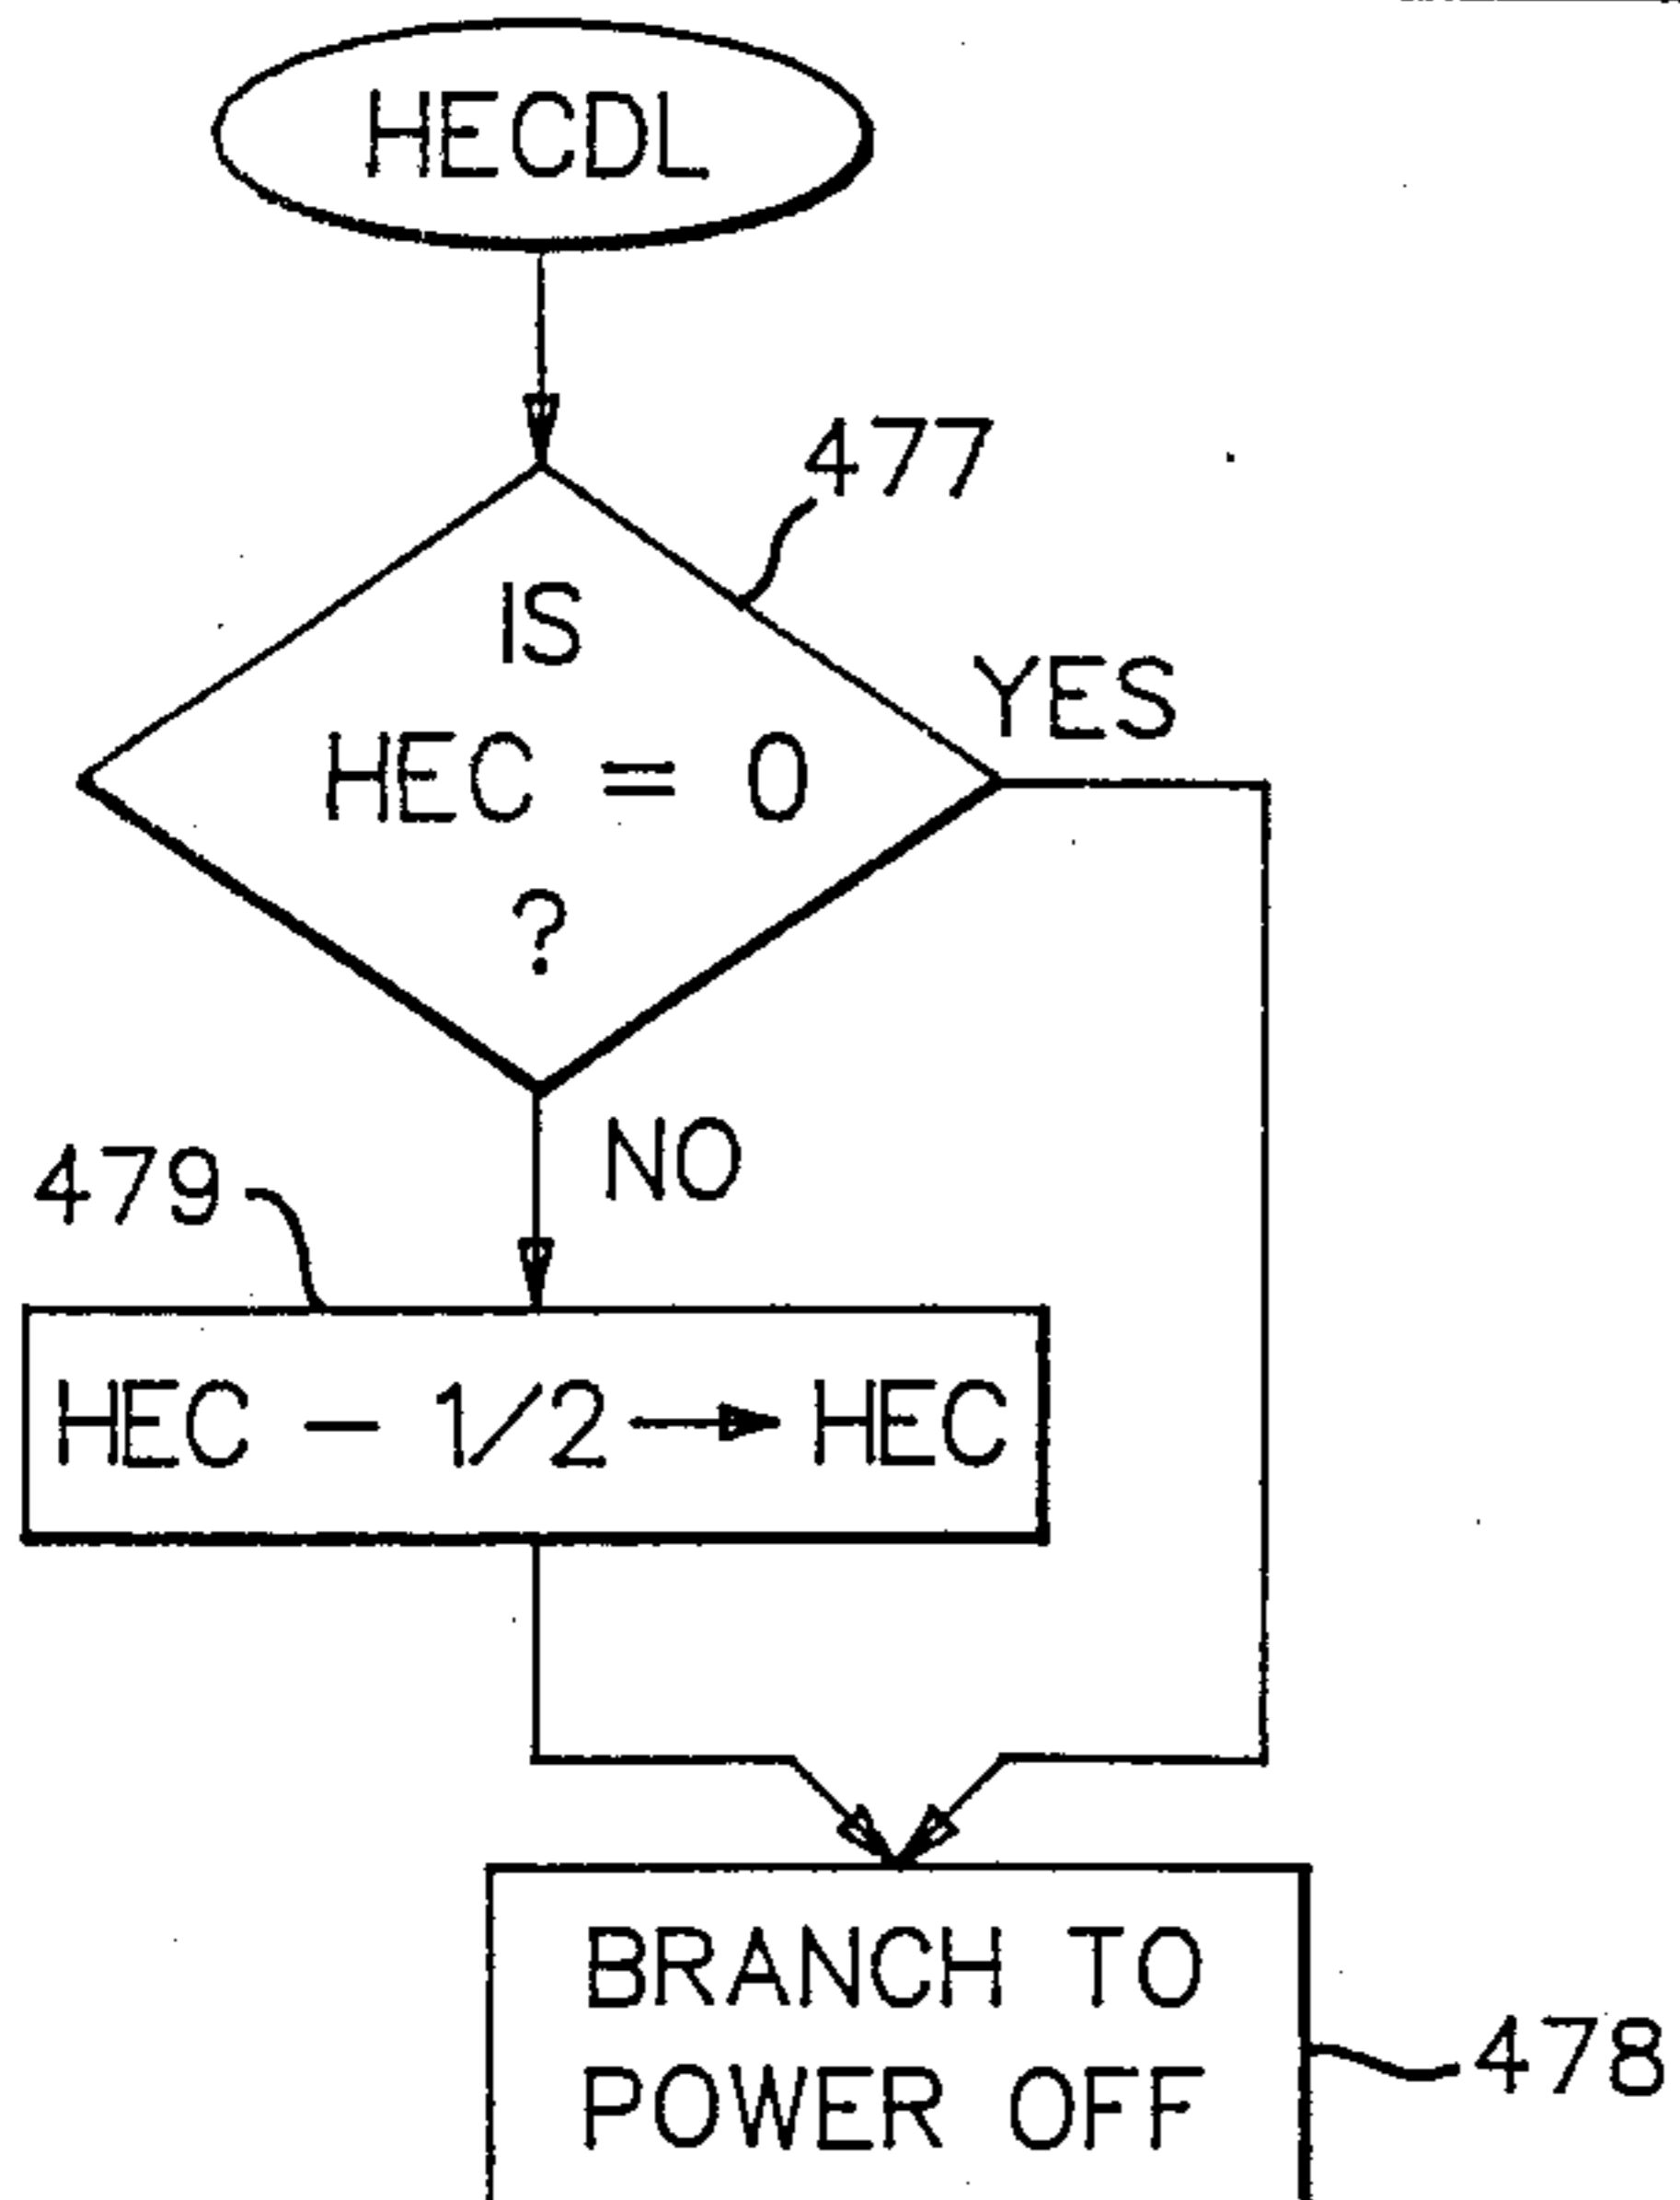 HECDL
477
IS
HEC = 0
?
YES
NO
479
HEC - 1/2 → HEC
BRANCH TO
POWER OFF
478